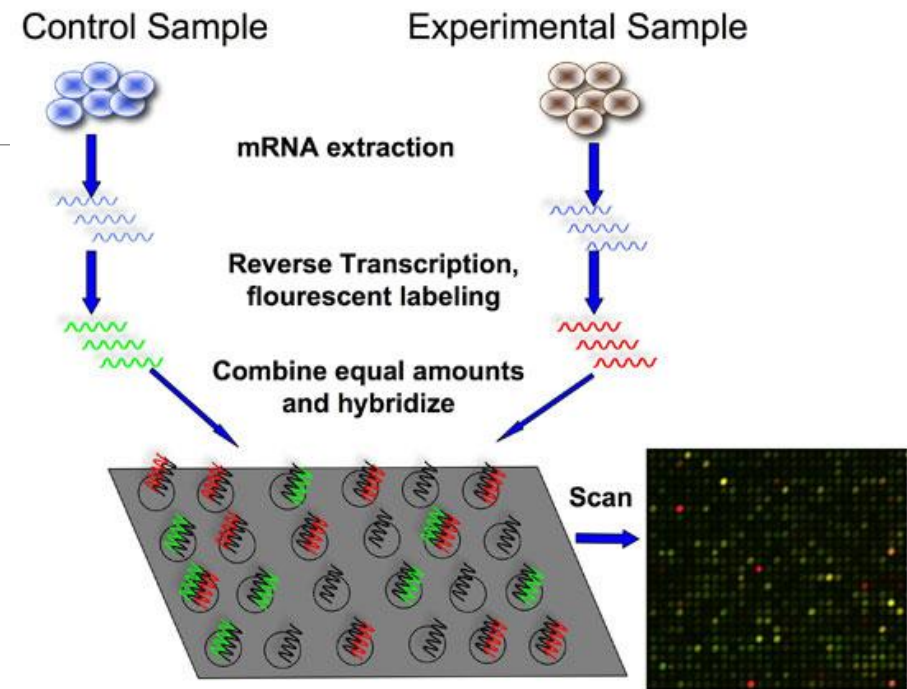 Control Sample
Experimental Sample
mRNA extraction
Reverse Transcription,
flourescent labeling
Combine equal amounts
and hybridize
Scan